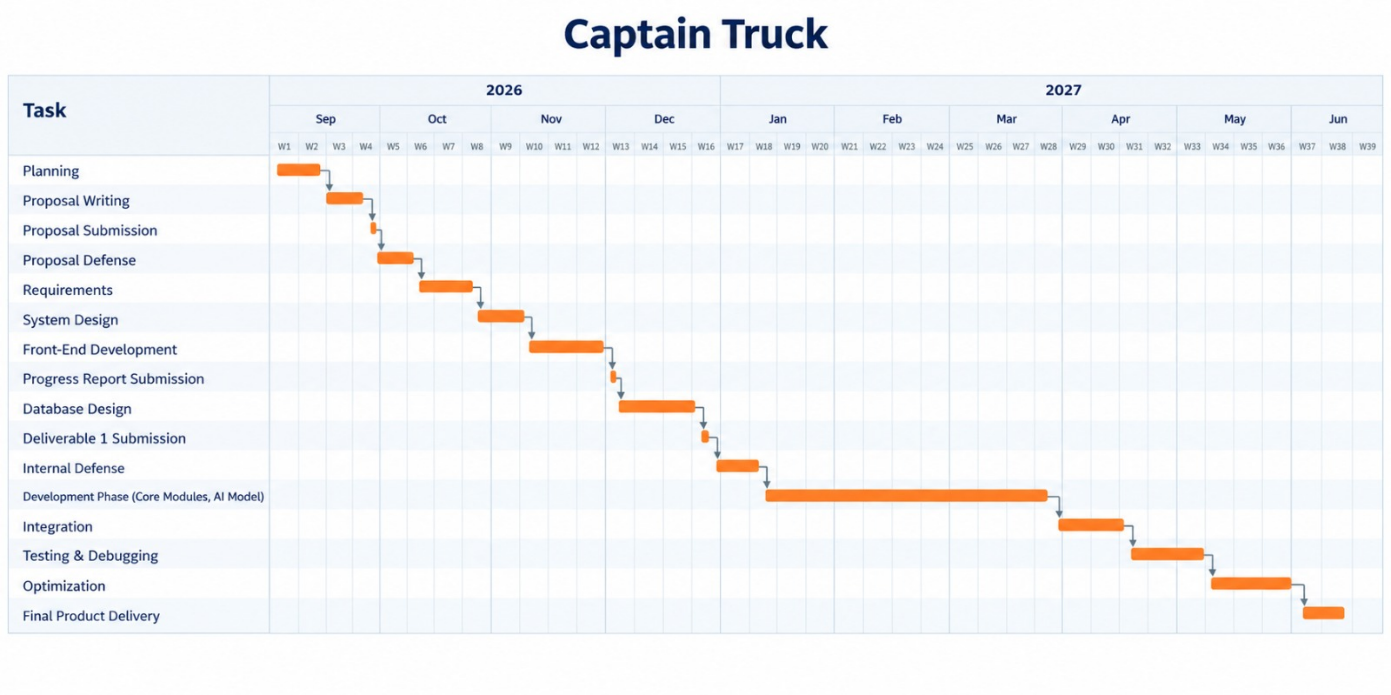 Captain Truck
Task
2026 2027
Sep Oct Nov Dec Jan Feb Mar Apr May Jun
W1 W2 W3 W4 W5 W6 W7 W8 W9 W10 W11 W12 W13 W14 W15 W16 W17 W18 W19 W20 W21 W22 W23 W24 W25 W26 W27 W28 W29 W30 W31 W32 W33 W34 W35 W36 W37 W38 W39
Planning
Proposal Writing
Proposal Submission
Proposal Defense
Requirements
System Design
Front-End Development
Progress Report Submission
Database Design
Deliverable 1 Submission
Internal Defense
Development Phase (Core Modules, AI Model)
Integration
Testing & Debugging
Optimization
Final Product Delivery